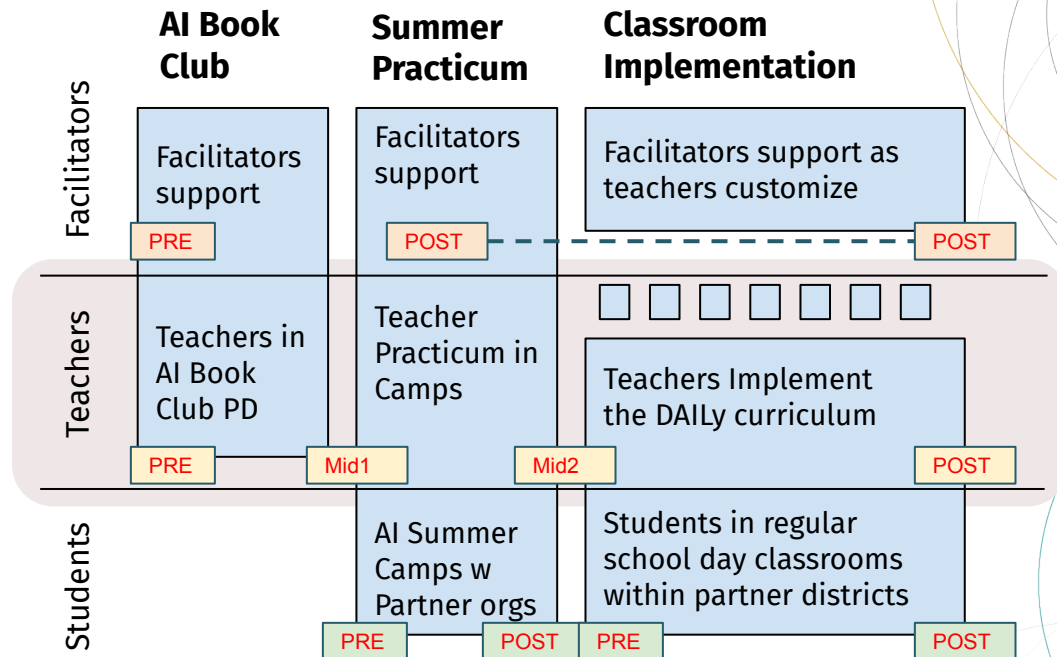 AI Book
Club
Summer
Practicum
Classroom
Implementation
Facilitators
Facilitators
support
Facilitators
support
Facilitators support as
teachers customize
PRE
POST
POST
Teachers
Teachers in
AI Book
Club PD
Teacher
Practicum in
Camps
Teachers Implement
the DAILy curriculum
PRE
Mid1
Mid2
POST
Students
AI Summer
Camps w
Partner orgs
Students in regular
school day classrooms
within partner districts
PRE
POST
PRE
POST